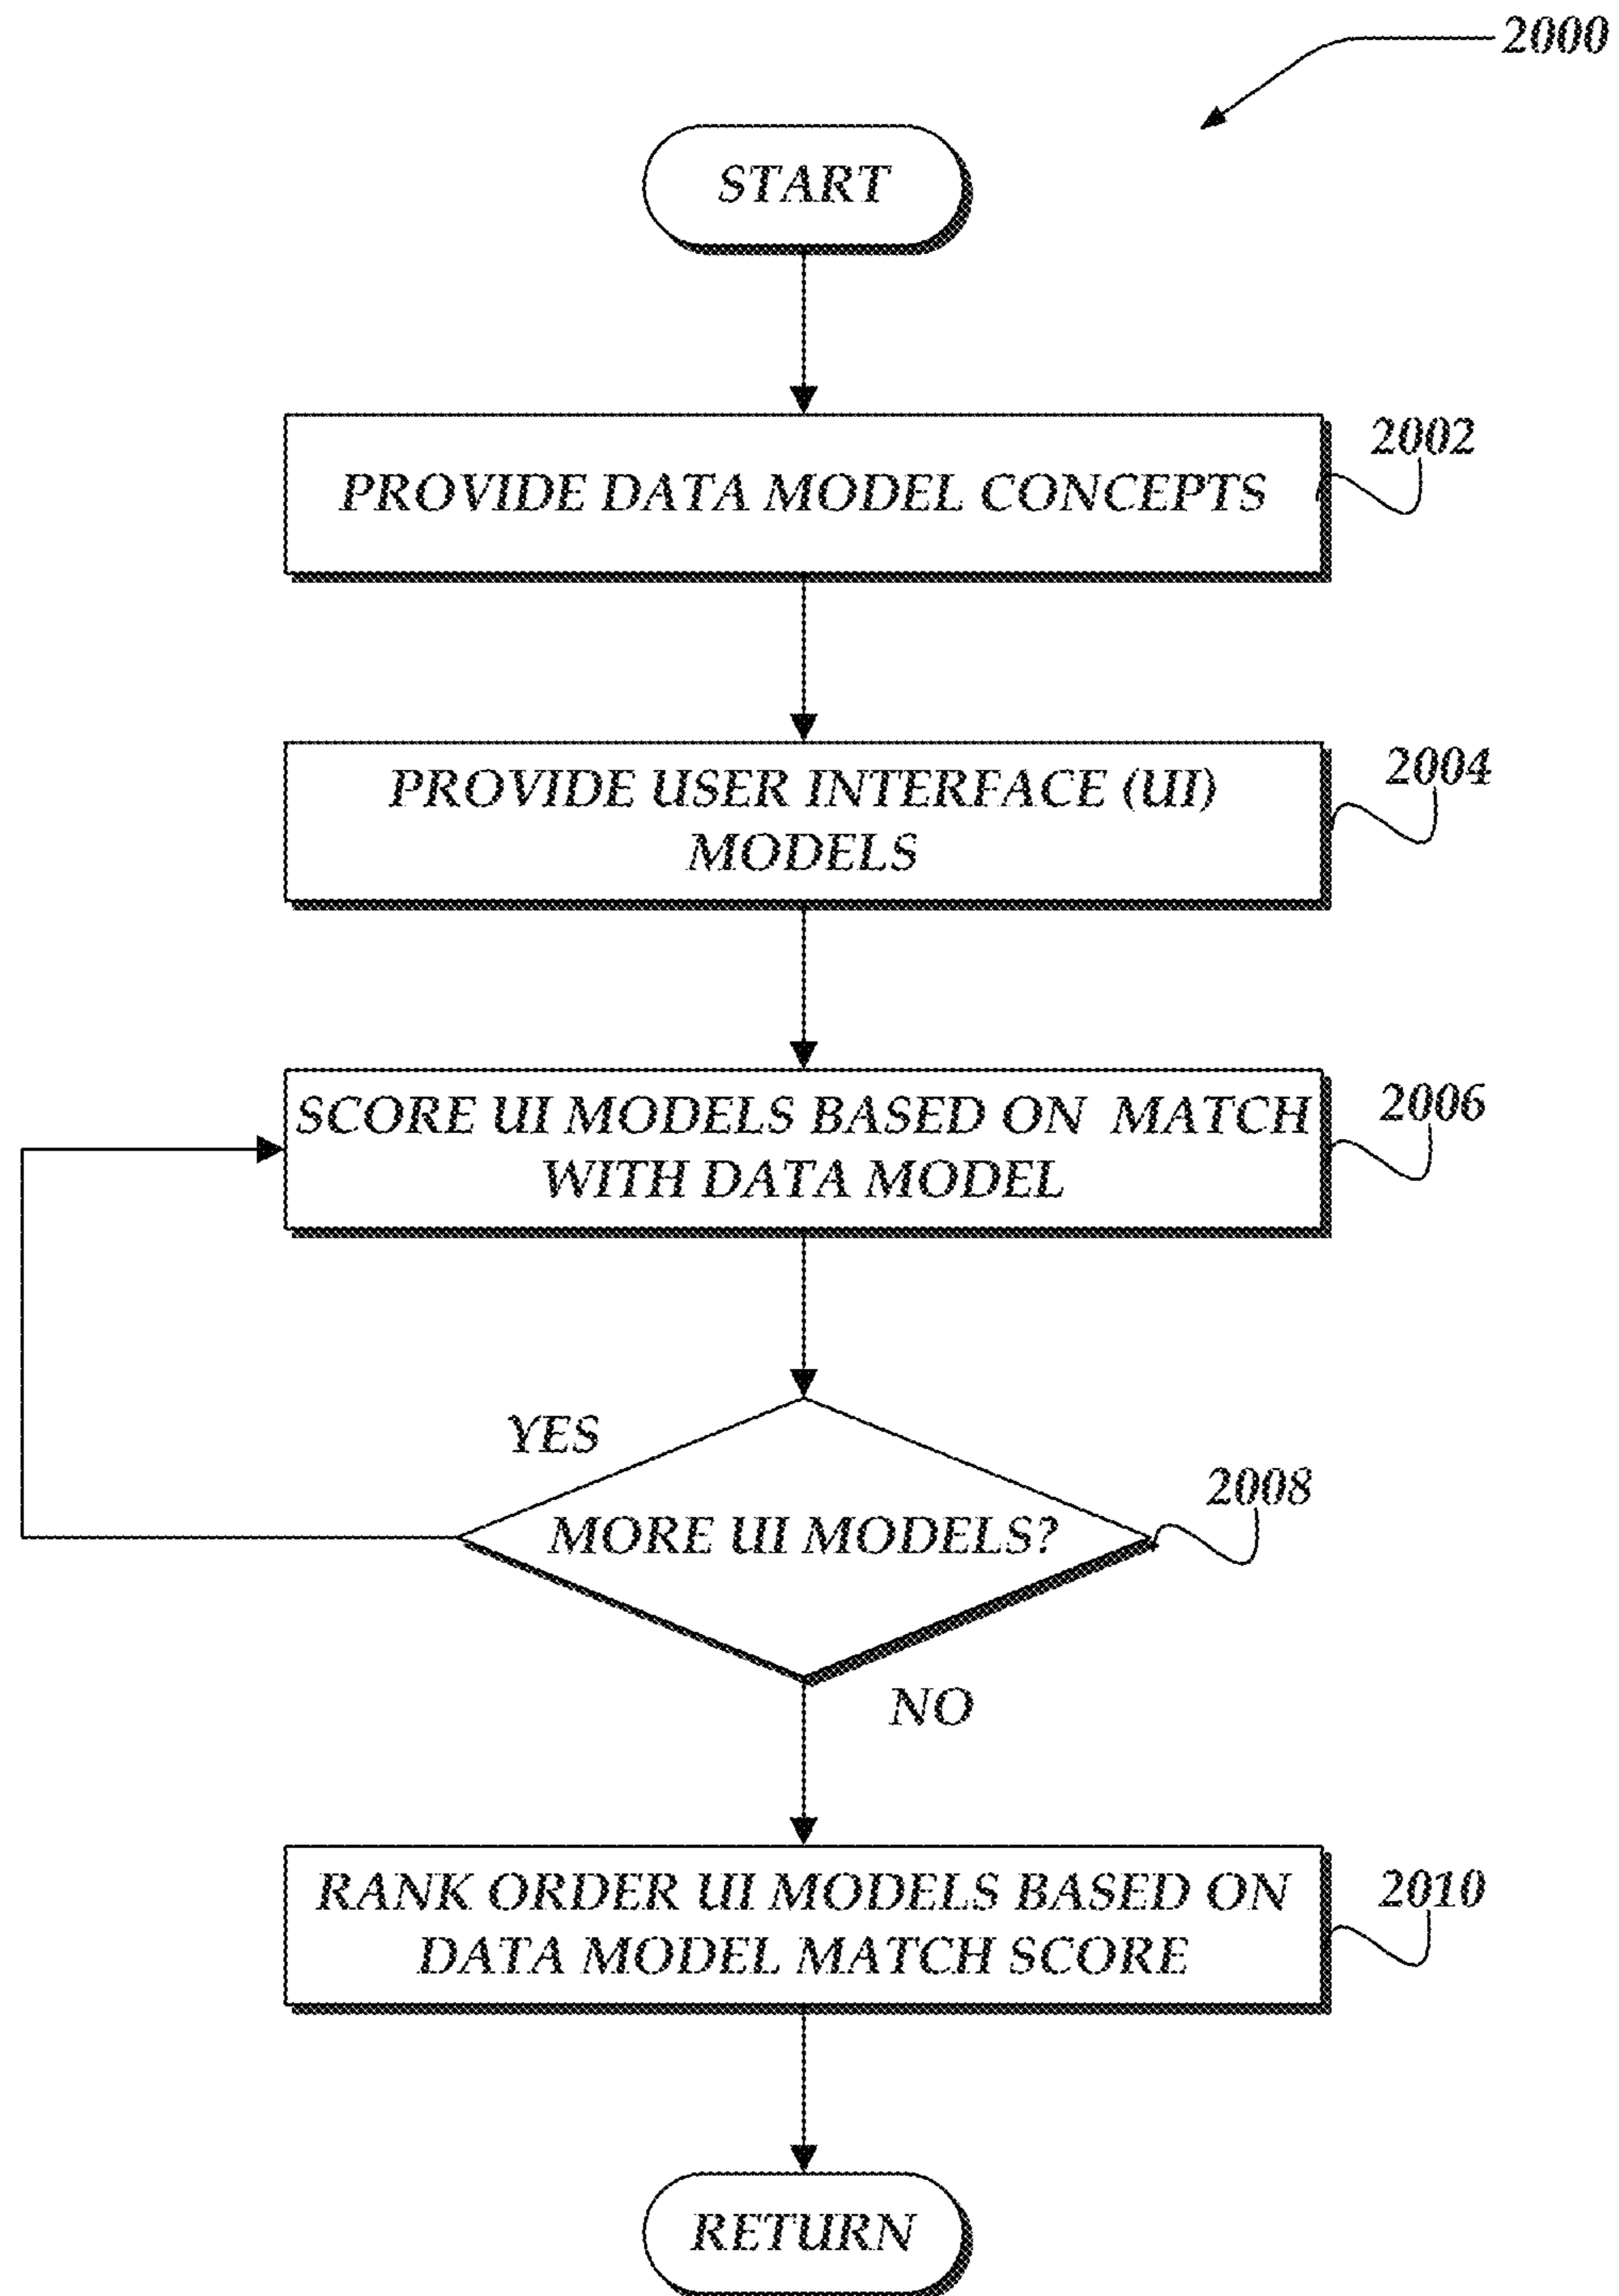 2000
START
PROVIDE DATA MODEL CONCEPTS
2002
PROVIDE USER INTERFACE (UI)
MODELS
2004
SCORE UI MODELS BASED ON MATCH
WITH DATA MODEL
2006
YES
MORE UI MODELS?
2008
NO
RANK ORDER UI MODELS BASED ON
DATA MODEL MATCH SCORE
2010
RETURN